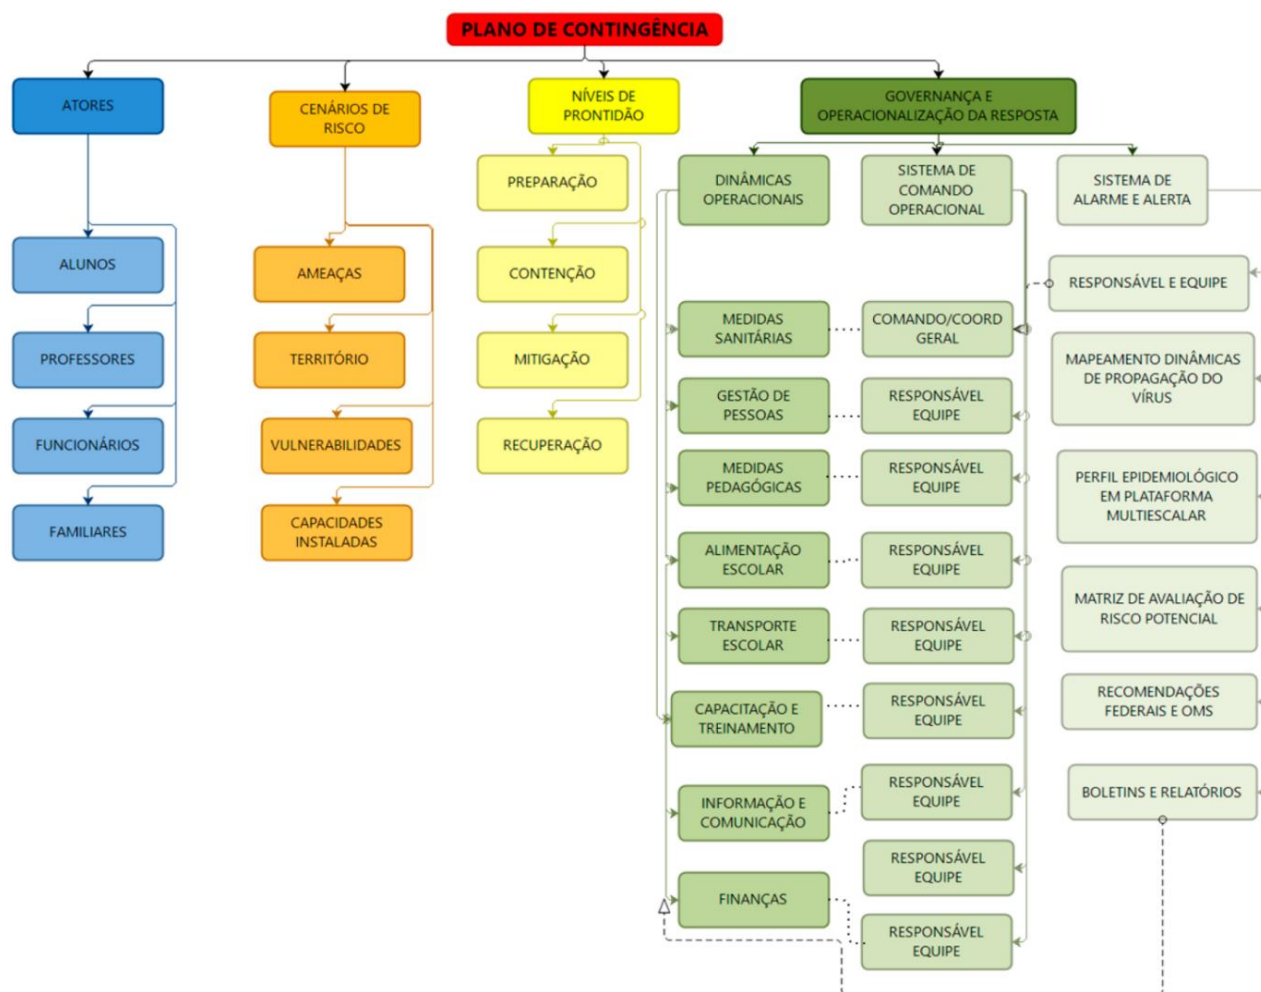 PLANO DE CONTINGÊNCIA
ATORES
CENÁRIOS DE
RISCO
NÍVEIS DE
PRONTIDÃO
GOVERNANÇA E
OPERACIONALIZAÇÃO DA RESPOSTA
ALUNOS
PROFESSORES
FUNCIONÁRIOS
FAMILIARES
AMEAÇAS
TERRITÓRIO
VULNERABILIDADES
CAPACIDADES
INSTALADAS
PREPARAÇÃO
CONTENÇÃO
MITIGAÇÃO
RECUPERAÇÃO
DINÂMICAS
OPERACIONAIS
MEDIDAS
SANITÁRIAS
GESTÃO DE
PESSOAS
MEDIDAS
PEDAGÓGICAS
ALIMENTAÇÃO
ESCOLAR
TRANSPORTE
ESCOLAR
CAPACITAÇÃO E
TREINAMENTO
INFORMAÇÃO E
COMUNICAÇÃO
FINANÇAS
SISTEMA DE
COMANDO
OPERACIONAL
COMANDO/COORD
GERAL
RESPONSÁVEL
EQUIPE
RESPONSÁVEL
EQUIPE
RESPONSÁVEL
EQUIPE
RESPONSÁVEL
EQUIPE
RESPONSÁVEL
EQUIPE
RESPONSÁVEL
EQUIPE
RESPONSÁVEL
EQUIPE
RESPONSÁVEL
EQUIPE
SISTEMA DE
ALARME E ALERTA
RESPONSÁVEL E EQUIPE
MAPEAMENTO DINÂMICAS
DE PROPAGAÇÃO DO
VÍRUS
PERFIL EPIDEMIOLÓGICO
EM PLATAFORMA
MULTIESCALAR
MATRIZ DE AVALIAÇÃO DE
RISCO POTENCIAL
RECOMENDAÇÕES
FEDERAIS E OMS
BOLETINS E RELATÓRIOS